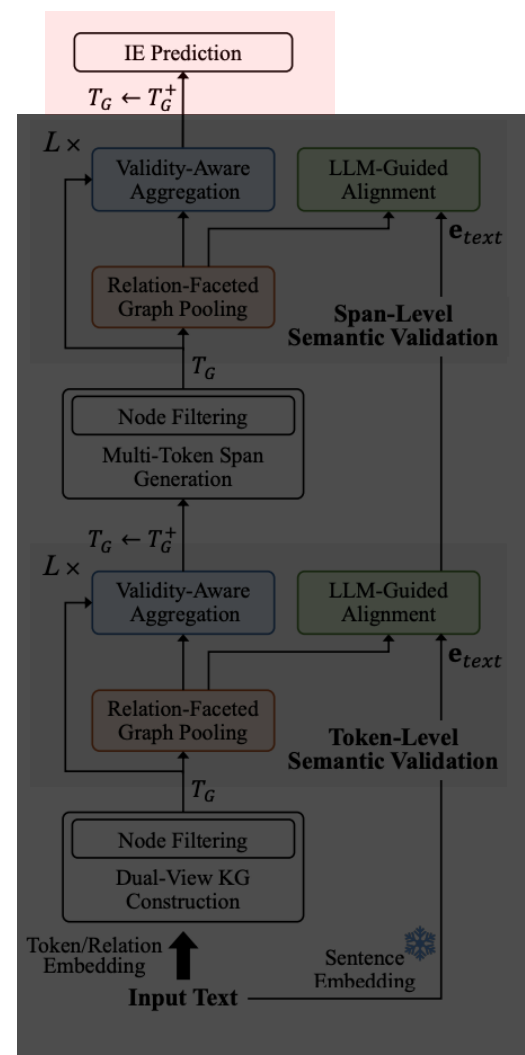 IE Prediction
T_G ← T_G^+
L ×
Validity-Aware
Aggregation
LLM-Guided
Alignment
e_text
Relation-Faceted
Graph Pooling
Span-Level
Semantic Validation
T_G
Node Filtering
Multi-Token Span
Generation
T_G ← T_G^+
L ×
Validity-Aware
Aggregation
LLM-Guided
Alignment
e_text
Relation-Faceted
Graph Pooling
Token-Level
Semantic Validation
T_G
Node Filtering
Dual-View KG
Construction
Token/Relation
Embedding
Sentence
Embedding
Input Text